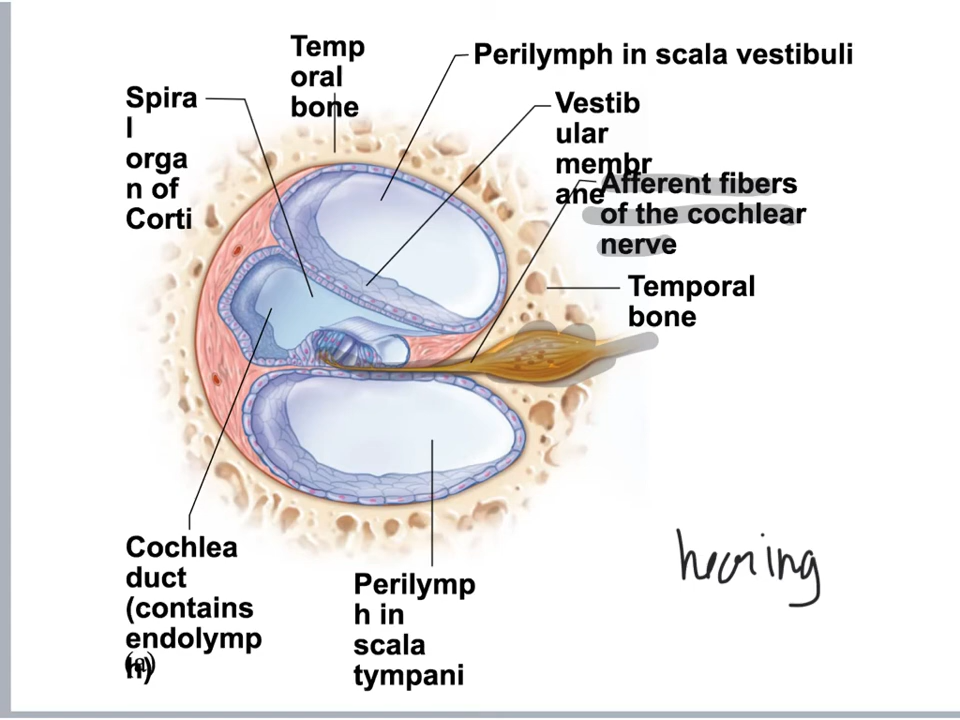 Temp
oral
bone
Perilymph in scala vestibuli
Spira
l
orga
n of
Corti
Vestib
ular
membr
ane
Afferent fibers
of the cochlear
nerve
Temporal
bone
Cochlea
duct
(contains
endolymp
h)
(a)
Perilymp
h in
scala
tympani
hearing